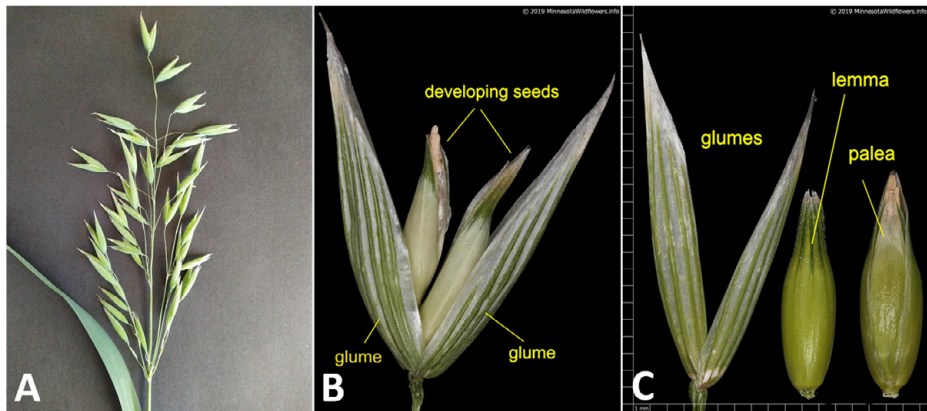 © 2019 MinnesotaWildflowers.info
developing seeds
glume
glume
A
B
© 2019 MinnesotaWildflowers.info
lemma
glumes
palea
1 mm
C